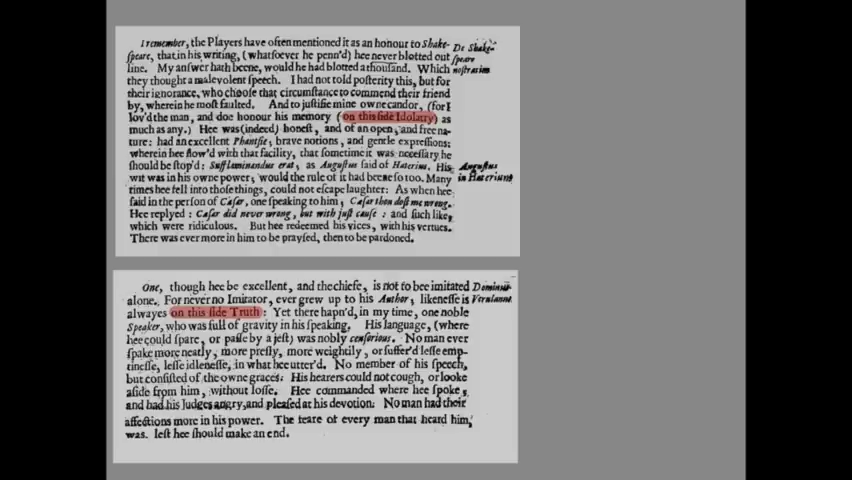 I remember, the Players have often mentioned it as an honour to Shake- De Shake-
ſpeare, that in his writing, (whatſoever he penn'd) hee never blotted out ſpeare
line. My anſwer hath beene, would he had blotted a thouſand. Which noſtrat.
they thought a malevolent ſpeech. I had not told poſterity this, but for
their ignorance, who chooſe that circumſtance to commend their friend
by, wherein he moſt faulted. And to juſtifie mine owne candor, (for I
lov'd the man, and doe honour his memory (on this ſide Idolatry) as
much as any.) Hee was (indeed) honeſt, and of an open, and free na-
ture: had an excellent Phantſie; brave notions, and gentle expreſſions:
wherein hee flow'd with that facility, that ſometime it was neceſſary he
ſhould be ſtop'd: Sufflaminandus erat; as Auguſtus ſaid of Haterius. His Auguſtus
wit was in his owne power; would the rule of it had beene ſo too. Many in Haterium
times hee fell into thoſe things, could not eſcape laughter: As when hee
ſaid in the perſon of Cæſar, one ſpeaking to him; Cæſar thou doſt me wrong.
Hee replyed: Cæſar did never wrong, but with juſt cauſe: and ſuch like,
which were ridiculous. But hee redeemed his vices, with his vertues.
There was ever more in him to be prayſed, then to be pardoned.
One, though hee be excellent, and the chiefe, is not to bee imitated Dominus
alone. For never no Imitator, ever grew up to his Author; likeneſſe is Verulanus
alwayes on this ſide Truth: Yet there hapn'd, in my time, one noble
Speaker, who was full of gravity in his ſpeaking. His language, (where
hee could ſpare, or paſſe by a jeſt) was nobly cenſorious. No man ever
ſpake more neatly, more preſly, more weightily, or ſuffer'd leſſe emp-
tineſſe, leſſe idleneſſe, in what hee utter'd. No member of his ſpeech,
but conſiſted of the owne graces: His hearers could not cough, or looke
aſide from him, without loſſe. Hee commanded where hee ſpoke,
and had his Judges angry, and pleaſed at his devotion. No man had their
affections more in his power. The feare of every man that heard him,
was, leſt hee ſhould make an end.